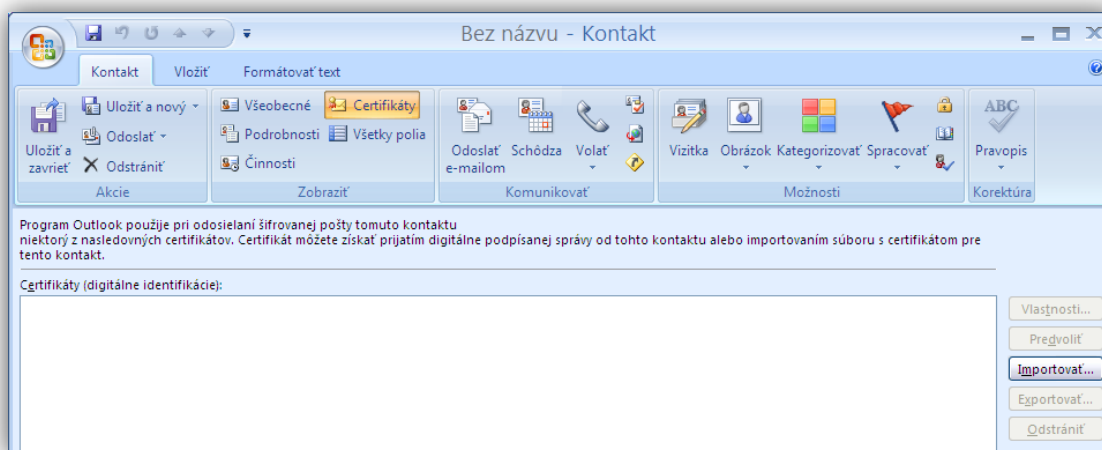 Bez názvu - Kontakt
Kontakt Vložiť Formátovať text
Uložiť a zavrieť
Uložiť a nový
Odoslať
Odstrániť
Akcie
Všeobecné
Certifikáty
Podrobnosti
Všetky polia
Činnosti
Zobraziť
Odoslať e-mailom
Schôdza
Volať
Komunikovať
Vizitka
Obrázok
Kategorizovať
Spracovať
Možnosti
ABC
Pravopis
Korektúra
Program Outlook použije pri odosielaní šifrovanej pošty tomuto kontaktu
niektorý z nasledovných certifikátov. Certifikát môžete získať prijatím digitálne podpísanej správy od tohto kontaktu alebo importovaním súboru s certifikátom pre
tento kontakt.
Certifikáty (digitálne identifikácie):
Vlastnosti...
Predvoliť
Importovať...
Exportovať...
Odstrániť